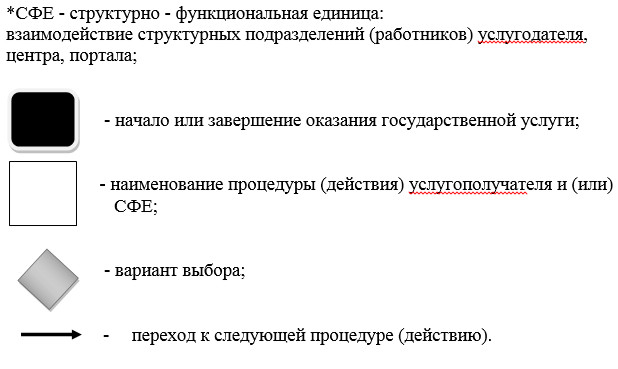 *СФЕ - структурно - функциональная единица:
взаимодействие структурных подразделений (работников) услугодателя,
центра, портала;
- начало или завершение оказания государственной услуги;
- наименование процедуры (действия) услугополучателя и (или)
СФЕ;
- вариант выбора;
- переход к следующей процедуре (действию).